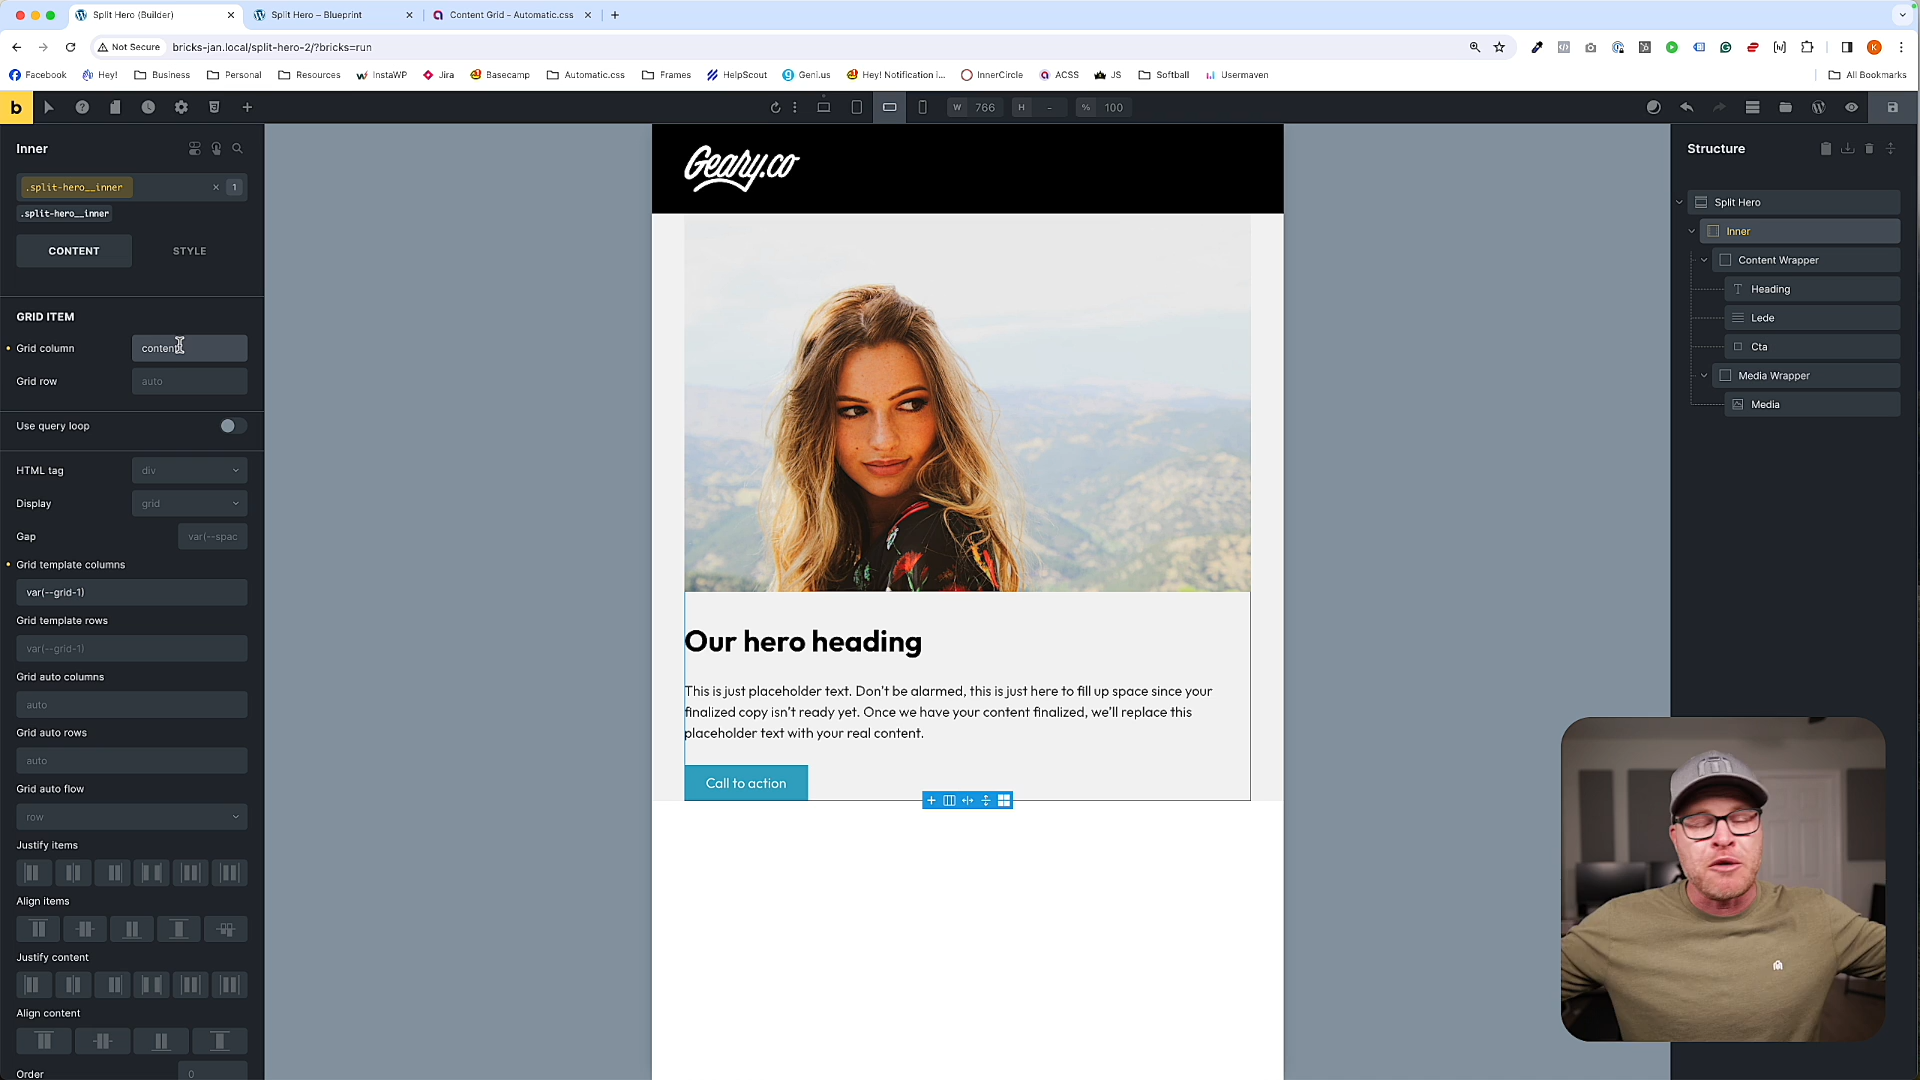 Split Hero (Builder)
Split Hero – Blueprint
Content Grid - Automatic.css
Not Secure
bricks-jan.local/split-hero-2/?bricks=run
Facebook
Hey!
Business
Personal
Resources
InstaWP
Jira
Basecamp
Automatic.css
Frames
HelpScout
Geni.us
Hey! Notification i...
InnerCircle
ACSS
JS
Softball
Usermaven
All Bookmarks
b
W 766
H -
% 100
Inner
.split-hero__inner
1
.split-hero__inner
CONTENT
STYLE
GRID ITEM
Grid column
content
Grid row
auto
Use query loop
HTML tag
div
Display
grid
Gap
var(--spac
Grid template columns
var(--grid-1)
Grid template rows
var(--grid-1)
Grid auto columns
auto
Grid auto rows
auto
Grid auto flow
row
Justify items
Align items
Justify content
Align content
Order
0
Geary.co
Our hero heading
This is just placeholder text. Don't be alarmed, this is just here to fill up space since your
finalized copy isn't ready yet. Once we have your content finalized, we'll replace this
placeholder text with your real content.
Call to action
Structure
Split Hero
Inner
Content Wrapper
Heading
Lede
Cta
Media Wrapper
Media